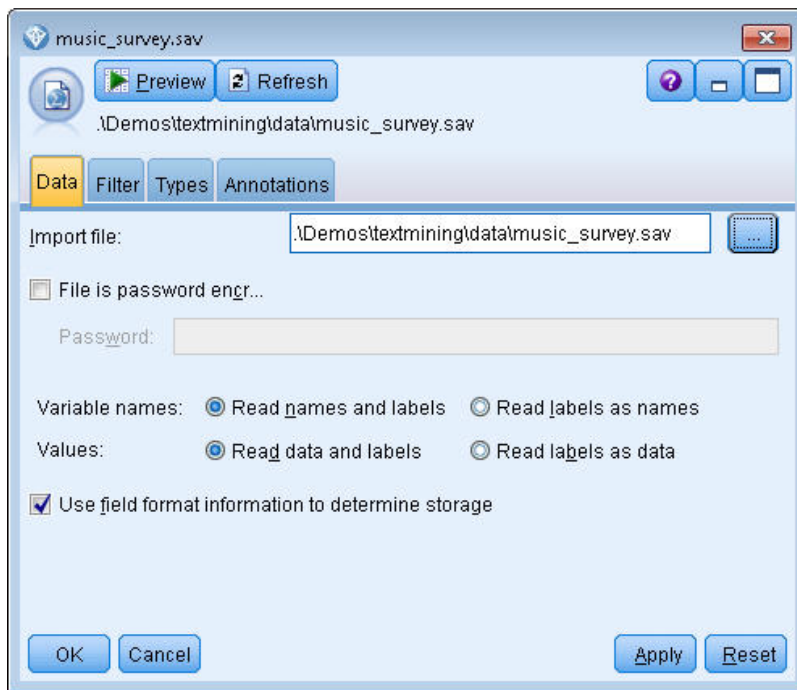 music_survey.sav
Preview Refresh
.\Demos\textmining\data\music_survey.sav
Data Filter Types Annotations
Import file: .\Demos\textmining\data\music_survey.sav ...
File is password encr...
Password:
Variable names: Read names and labels Read labels as names
Values: Read data and labels Read labels as data
Use field format information to determine storage
OK Cancel Apply Reset